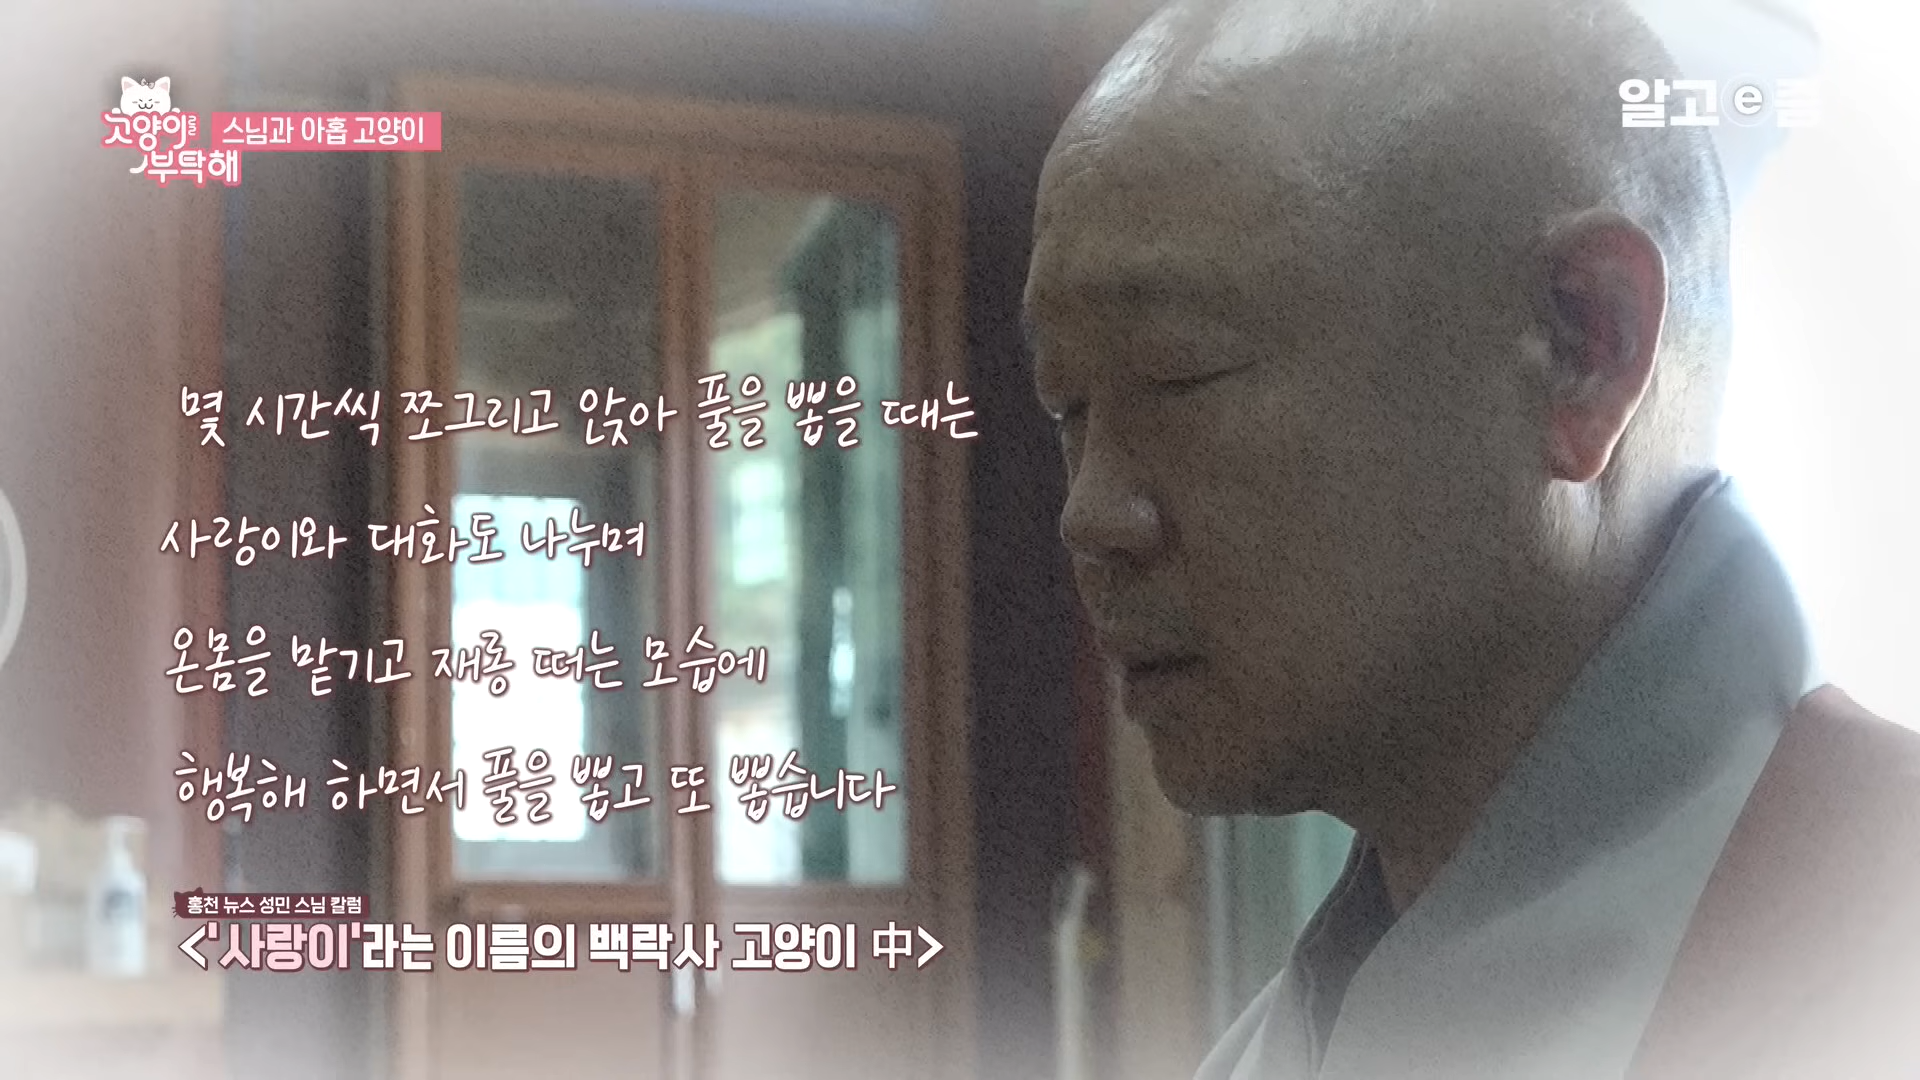 고양이를
부탁해
스님과 아홉 고양이
알고e즘
몇 시간씩 쪼그리고 앉아 풀을 뽑을 때는
사랑이와 대화도 나누며
온몸을 맡기고 재롱 떠는 모습에
행복해 하면서 풀을 뽑고 또 뽑습니다
홍천 뉴스 성민 스님 칼럼
<'사랑이'라는 이름의 백락사 고양이 中>